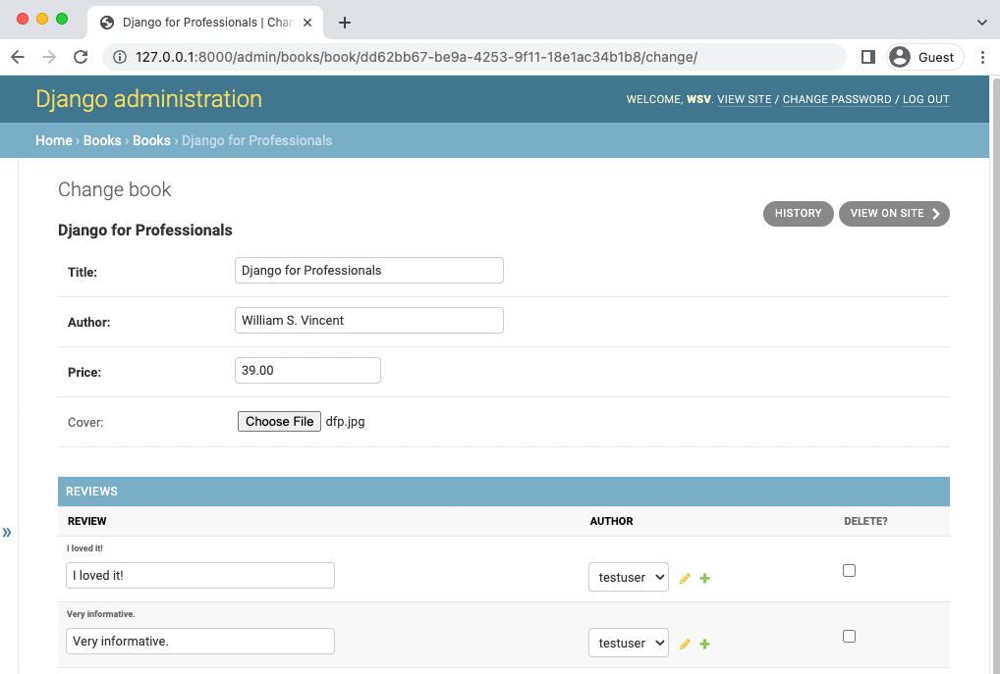 Django for Professionals | Chan
127.0.0.1:8000/admin/books/book/dd62bb67-be9a-4253-9f11-18e1ac34b1b8/change/
Guest
Django administration
WELCOME, WSV. VIEW SITE / CHANGE PASSWORD / LOG OUT
Home › Books › Books › Django for Professionals
Change book
HISTORY
VIEW ON SITE
Django for Professionals
Title: Django for Professionals
Author: William S. Vincent
Price: 39.00
Cover: Choose File dfp.jpg
REVIEWS
REVIEW AUTHOR DELETE?
I loved it!
I loved it! testuser
Very informative.
Very informative. testuser